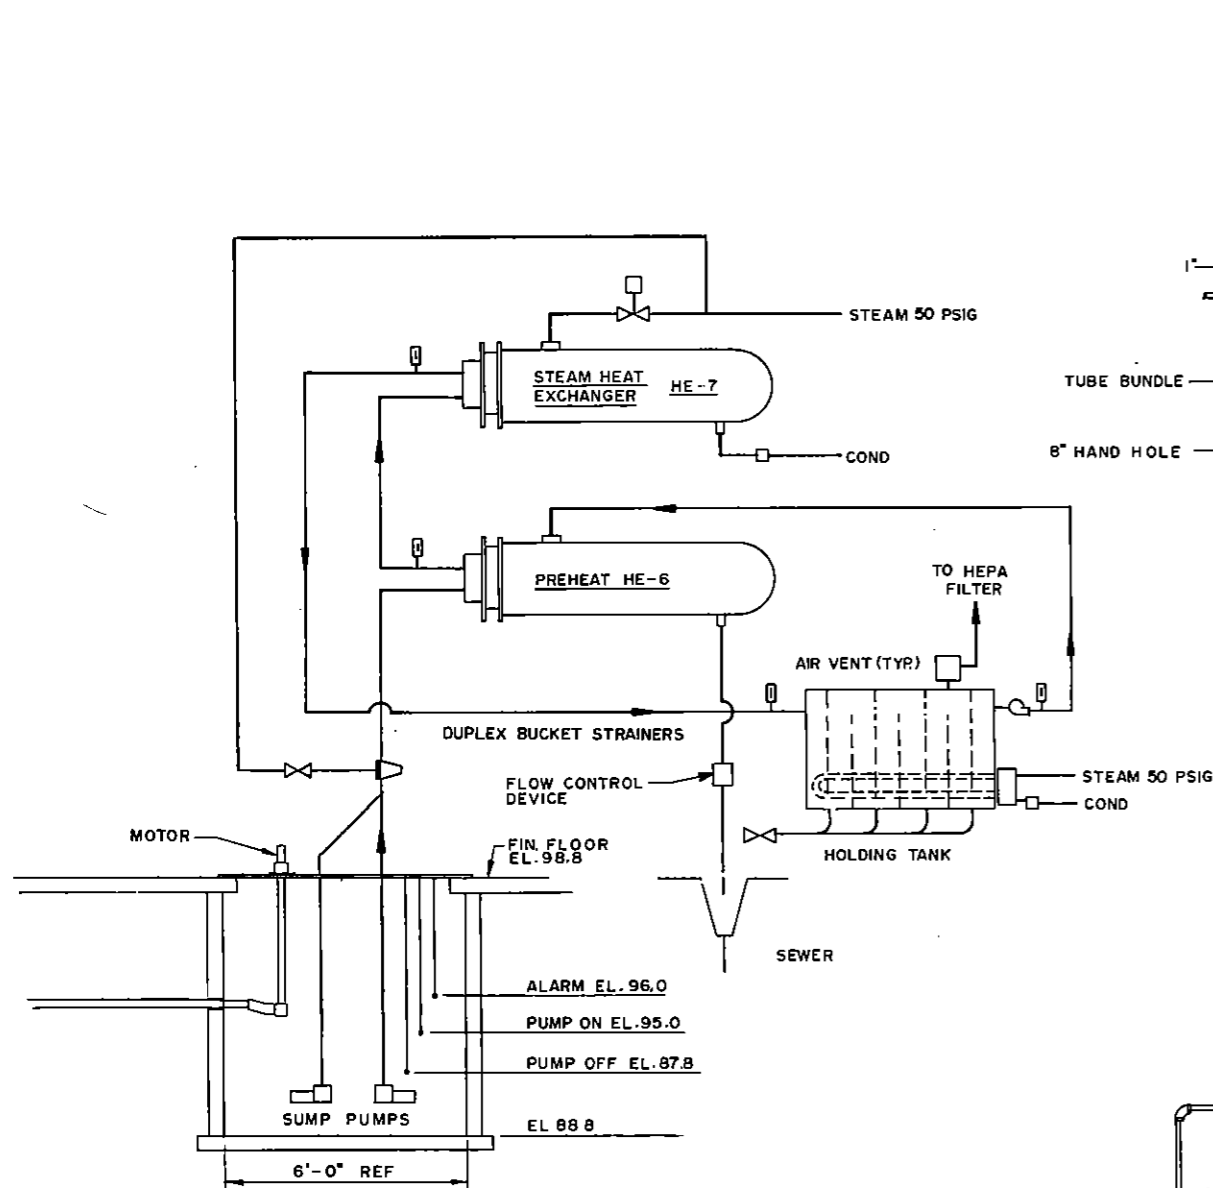 1"
STEAM 50 PSIG
STEAM HEAT
EXCHANGER
HE-7
TUBE BUNDLE
8" HAND HOLE
COND
PREHEAT HE-6
TO HEPA
FILTER
AIR VENT (TYP.)
DUPLEX BUCKET STRAINERS
FLOW CONTROL
DEVICE
STEAM 50 PSIG
COND
MOTOR
FIN. FLOOR
EL. 98.8
HOLDING TANK
SEWER
ALARM EL. 96.0
PUMP ON EL. 95.0
PUMP OFF EL. 87.8
SUMP PUMPS
EL 88 8
6'-0" REF